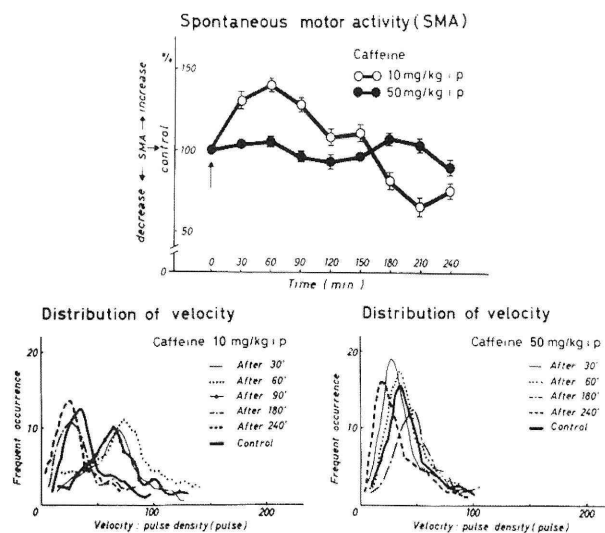 Spontaneous motor activity (SMA)
%
Caffeine
10 mg/kg i p
50 mg/kg i p
decrease ← SMA → increase
control
150
100
50
0
0 30 60 90 120 150 180 210 240
Time ( min. )
Distribution of velocity
Caffeine 10 mg/kg i p
Frequent occurrence
20
10
After 30'
After 60'
After 90'
After 180'
After 240'
Control
0 100 200
Velocity : pulse density (pulse)
Distribution of velocity
Caffeine 50 mg/kg i p
Frequent occurrence
20
10
After 30'
After 60'
After 180'
After 240'
Control
0 100 200
Velocity : pulse density (pulse)